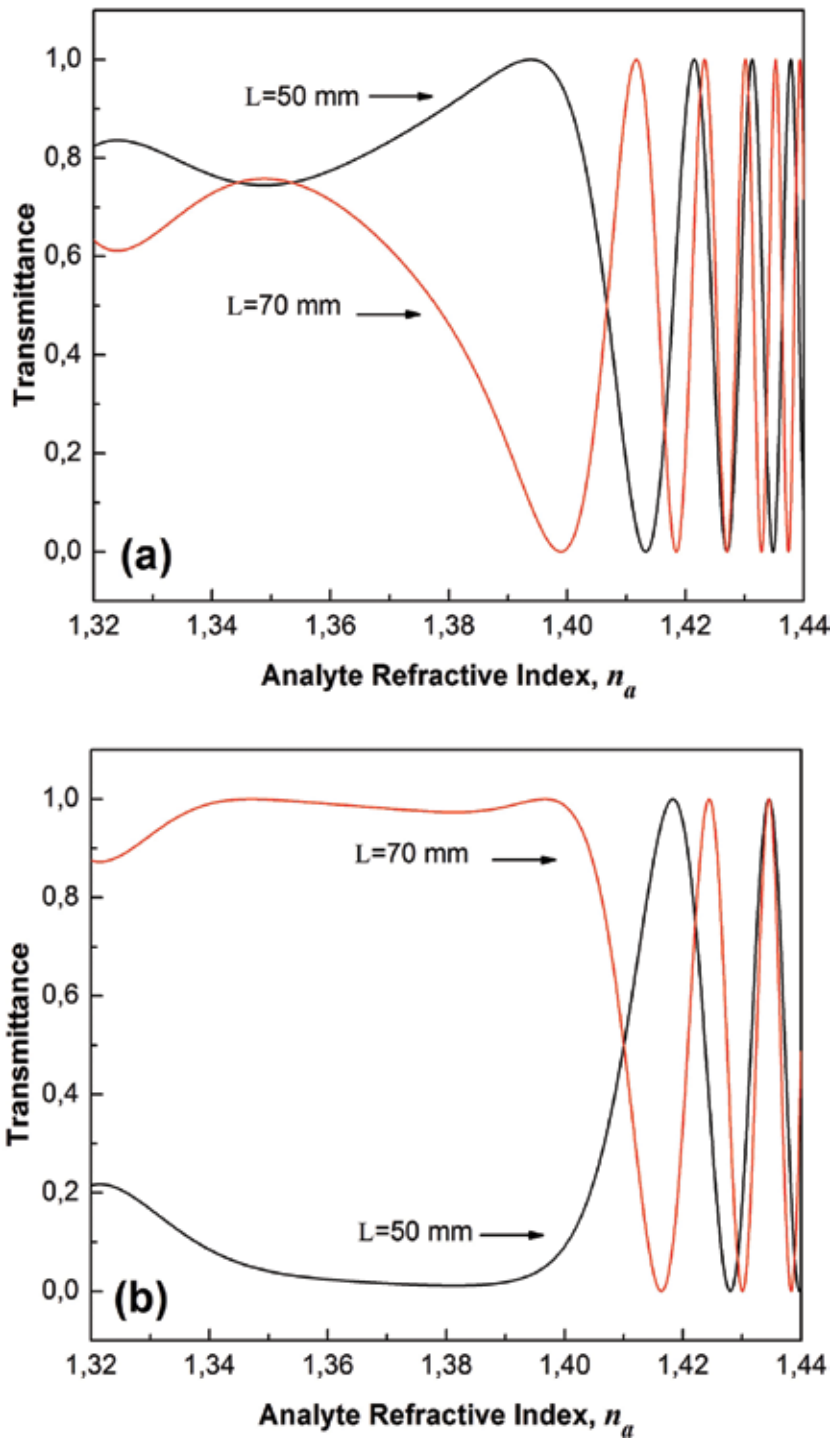 1,0
0,8
0,6
0,4
0,2
0,0
Transmittance
L=50 mm
L=70 mm
(a)
1,32 1,34 1,36 1,38 1,40 1,42 1,44
Analyte Refractive Index, nₐ
1,0
0,8
0,6
0,4
0,2
0,0
Transmittance
L=70 mm
L=50 mm
(b)
1,32 1,34 1,36 1,38 1,40 1,42 1,44
Analyte Refractive Index, nₐ